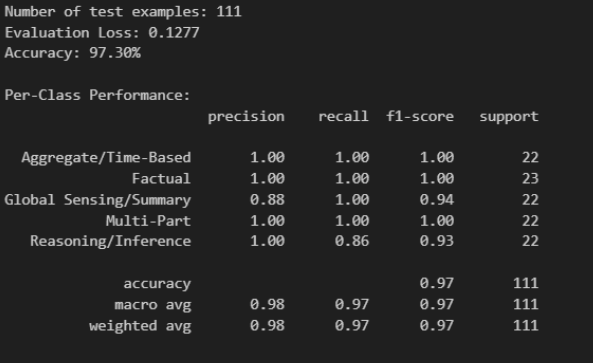 Number of test examples: 111
Evaluation Loss: 0.1277
Accuracy: 97.30%
Per-Class Performance:
precision recall f1-score support
Aggregate/Time-Based 1.00 1.00 1.00 22
Factual 1.00 1.00 1.00 23
Global Sensing/Summary 0.88 1.00 0.94 22
Multi-Part 1.00 1.00 1.00 22
Reasoning/Inference 1.00 0.86 0.93 22
accuracy 0.97 111
macro avg 0.98 0.97 0.97 111
weighted avg 0.98 0.97 0.97 111